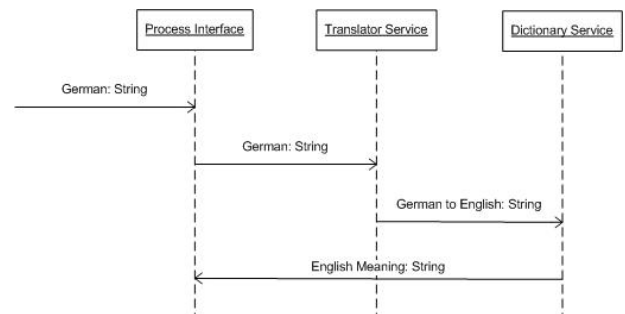 Process Interface
Translator Service
Dictionary Service
German: String
German: String
German to English: String
English Meaning: String